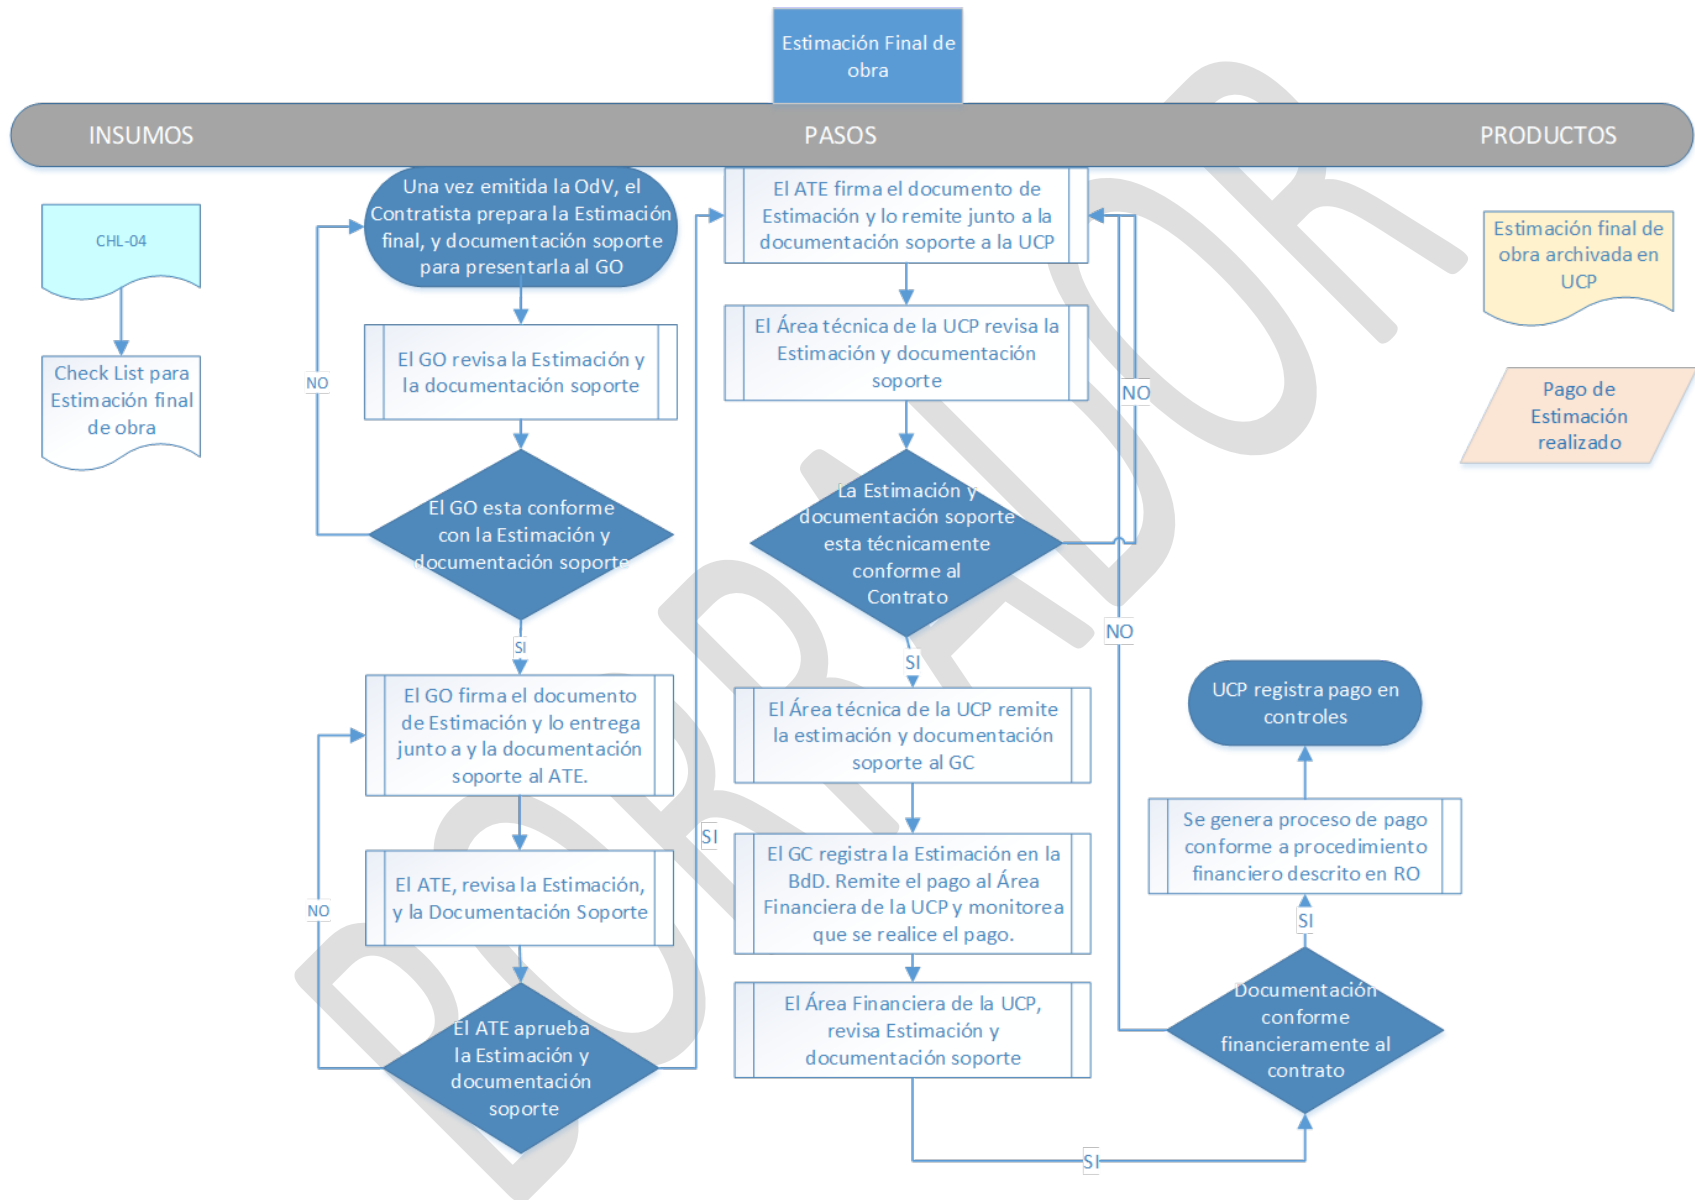 Estimación Final de
obra
INSUMOS
PASOS
PRODUCTOS
CHL-04
Check List para
Estimación final
de obra
Una vez emitida la OdV, el
Contratista prepara la Estimación
final, y documentación soporte
para presentarla al GO
El GO revisa la Estimación y
la documentación soporte
NO
El GO esta conforme
con la Estimación y
documentación soporte
SI
El GO firma el documento
de Estimación y lo entrega
junto a y la documentación
soporte al ATE.
El ATE, revisa la Estimación,
y la Documentación Soporte
NO
El ATE aprueba
la Estimación y
documentación
soporte
SI
El ATE firma el documento de
Estimación y lo remite junto a la
documentación soporte a la UCP
El Área técnica de la UCP revisa la
Estimación y documentación
soporte
NO
La Estimación y
documentación soporte
esta técnicamente
conforme al
Contrato
NO
SI
El Área técnica de la UCP remite
la estimación y documentación
soporte al GC
El GC registra la Estimación en la
BdD. Remite el pago al Área
Financiera de la UCP y monitorea
que se realice el pago.
El Área Financiera de la UCP,
revisa Estimación y
documentación soporte
SI
Documentación
conforme
financieramente al
contrato
SI
Se genera proceso de pago
conforme a procedimiento
financiero descrito en RO
UCP registra pago en
controles
Estimación final de
obra archivada en
UCP
Pago de
Estimación
realizado
BORRADOR